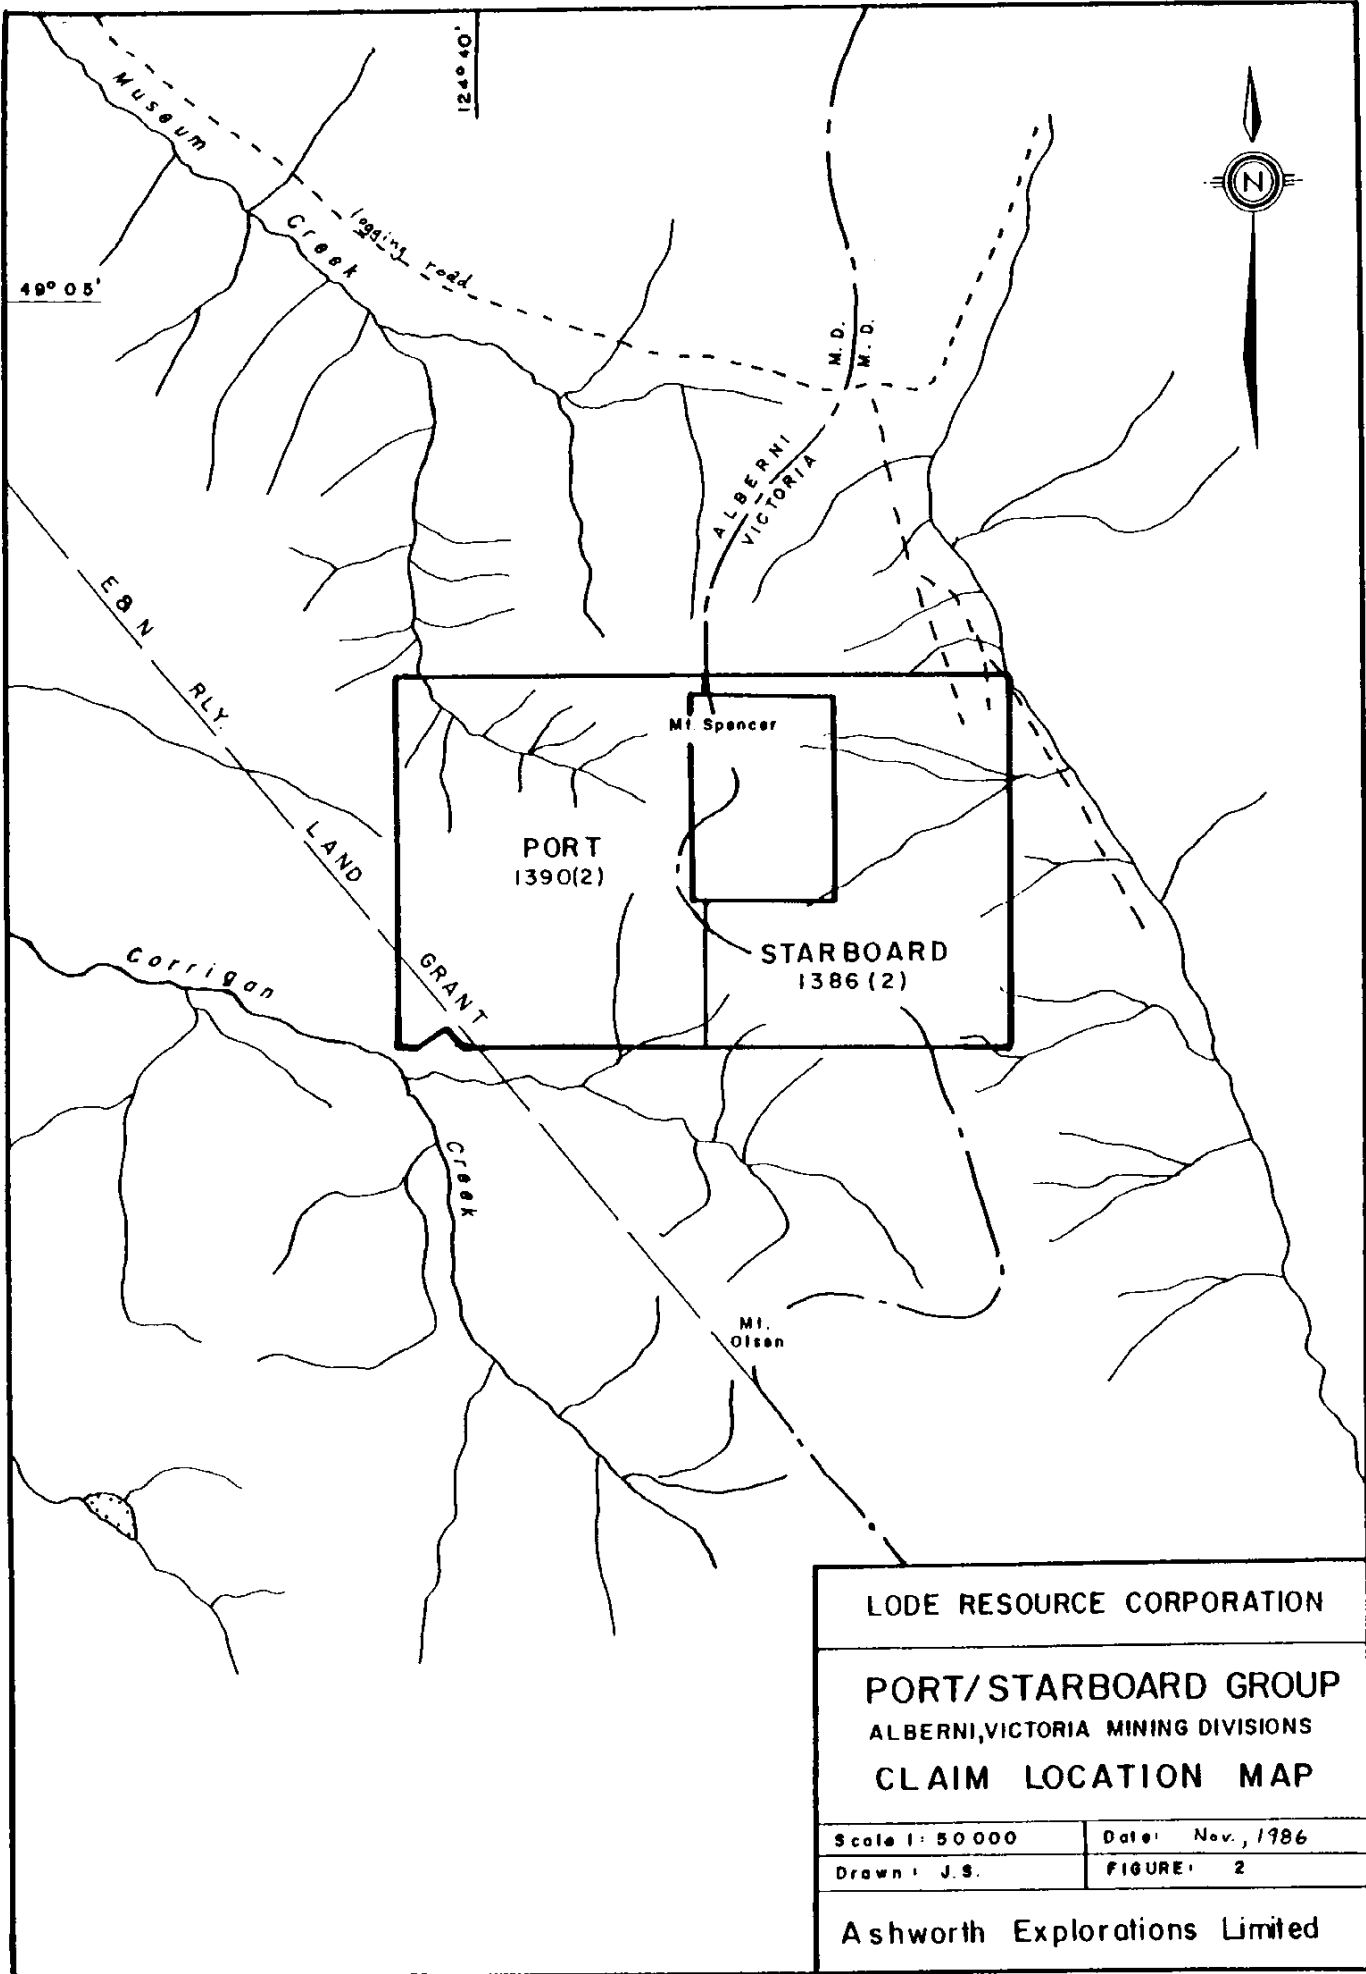 124° 40'
Museum
Creek
logging road
N
49° 05'
M.D.
M.D.
ALBERNI
VICTORIA
E & N
RLY.
LAND
GRANT
Mt. Spencer
PORT
1390(2)
STARBOARD
1386 (2)
Corrigan
Creek
Mt.
Olsen
LODE RESOURCE CORPORATION
PORT/STARBOARD GROUP
ALBERNI, VICTORIA MINING DIVISIONS
CLAIM LOCATION MAP
Scale 1: 50 000
Date: Nov., 1986
Drawn: J.S.
FIGURE: 2
Ashworth Explorations Limited